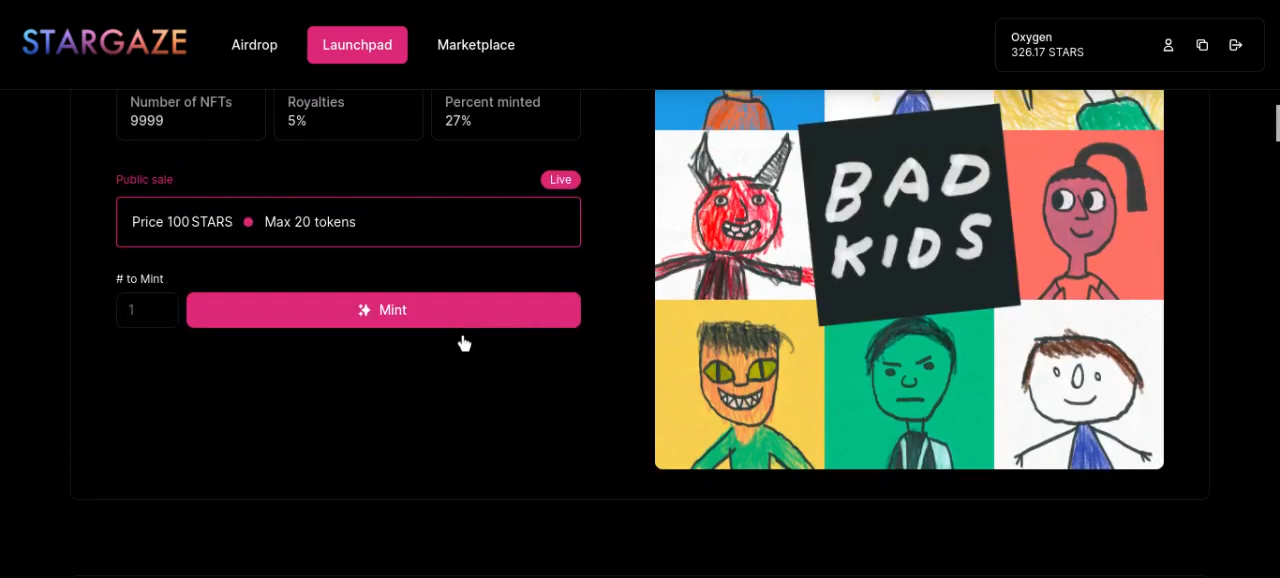 STARGAZE
Airdrop
Launchpad
Marketplace
Oxygen
326.17 STARS
Number of NFTs
9999
Royalties
5%
Percent minted
27%
Public sale
Live
Price 100 STARS
Max 20 tokens
# to Mint
1
Mint
BAD
KIDS